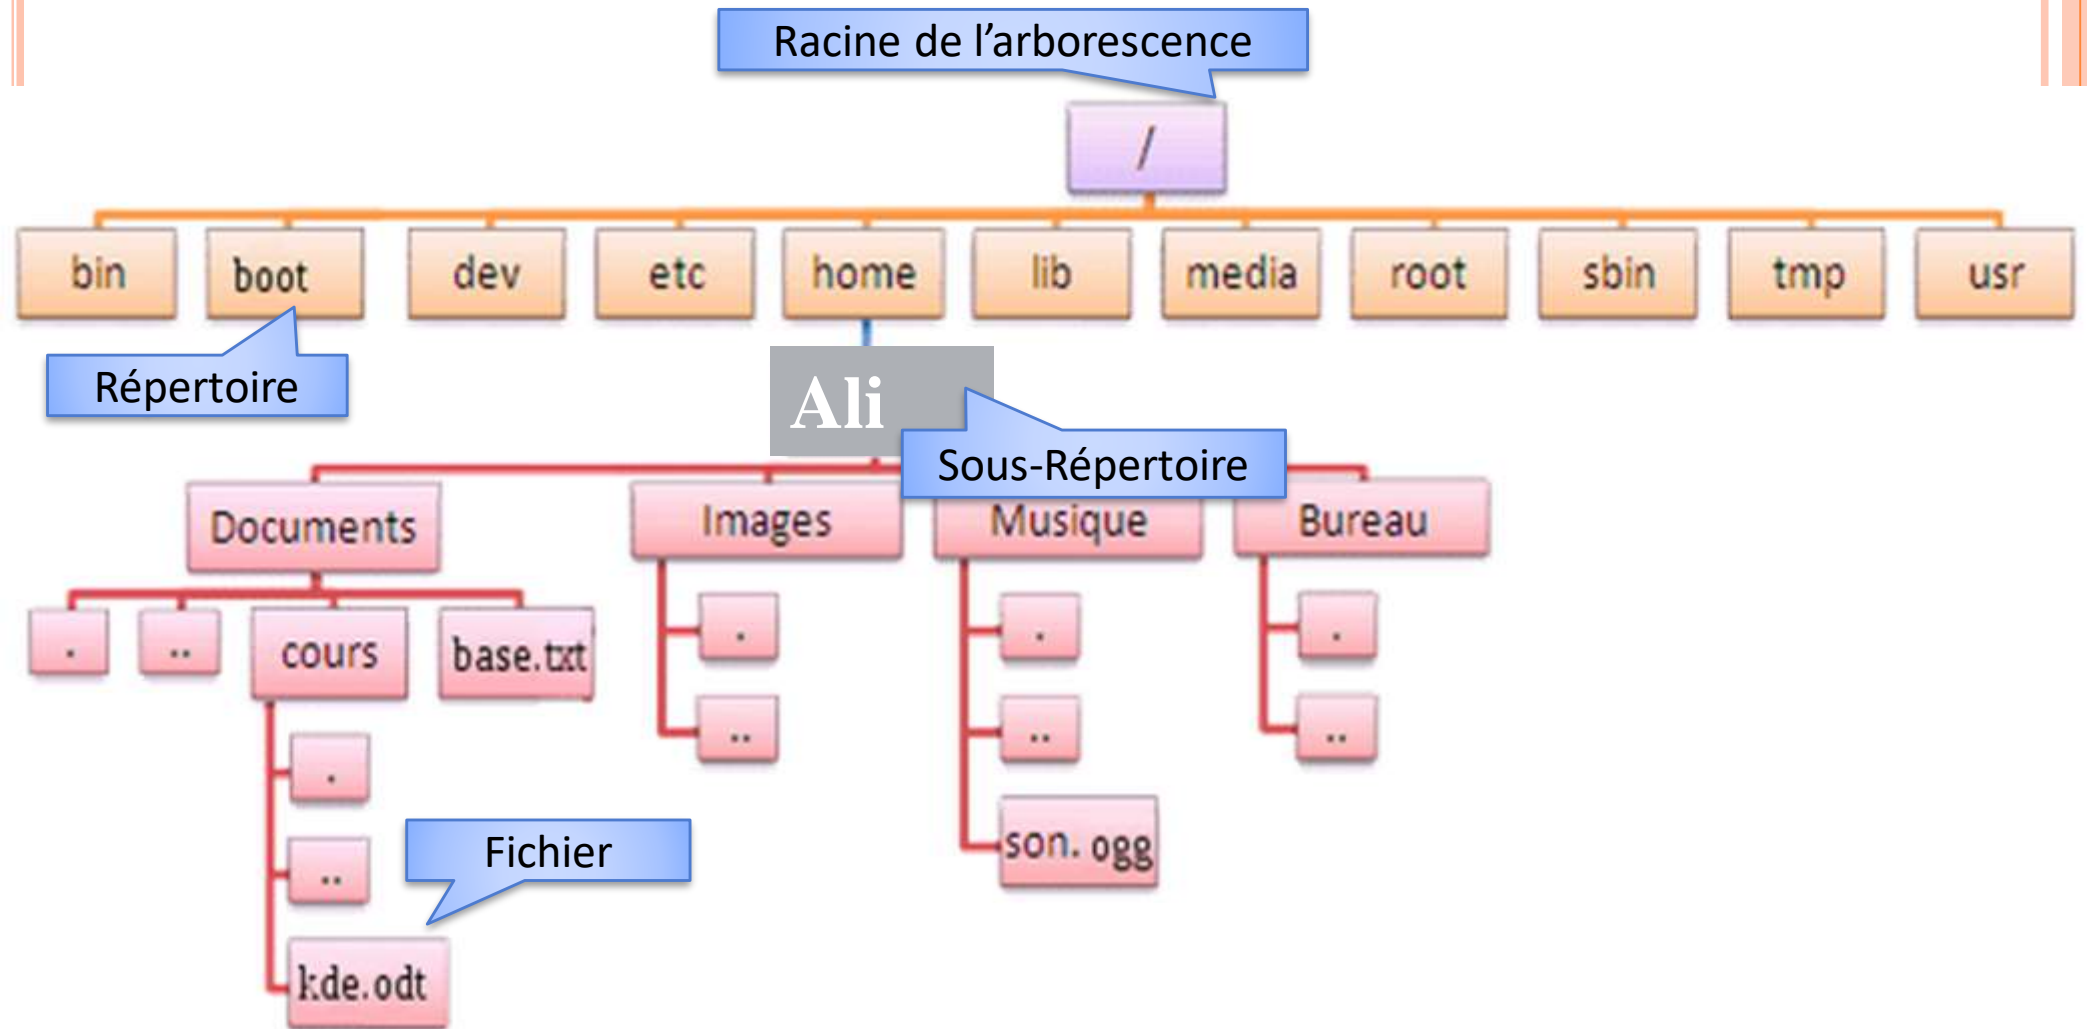 Racine de l’arborescence
/
bin
boot
dev
etc
home
lib
media
root
sbin
tmp
usr
Répertoire
Ali
Sous-Répertoire
Documents
Images
Musique
Bureau
.
..
cours
base.txt
.
..
.
..
.
..
.
..
son. ogg
Fichier
kde.odt